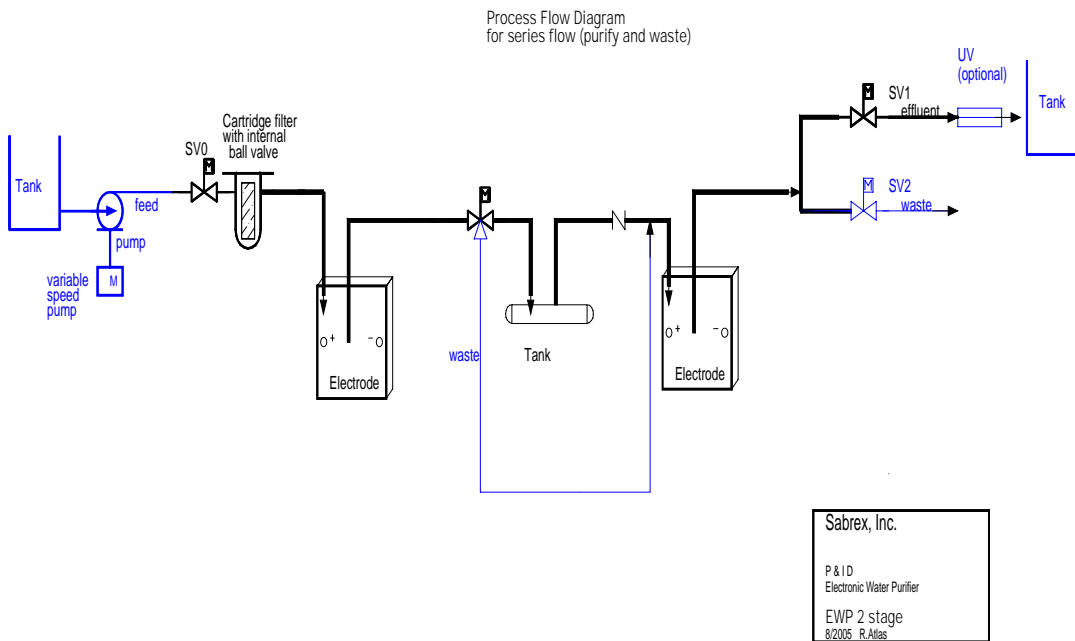 Process Flow Diagram
for series flow (purify and waste)
UV
(optional)
SV1
effluent
Tank
Cartridge filter
with internal
ball valve
SV0
M
M
M
Tank
feed
M
SV2
waste
pump
variable
speed
pump
M
+
-
Electrode
waste
Tank
+
-
Electrode
Sabrex, Inc.
P & I D
Electronic Water Purifier
EWP 2 stage
8/2005 R.Atlas